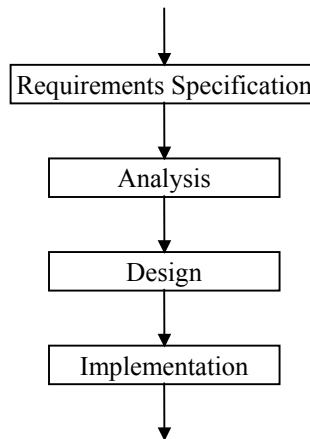 Requirements Specification
Analysis
Design
Implementation